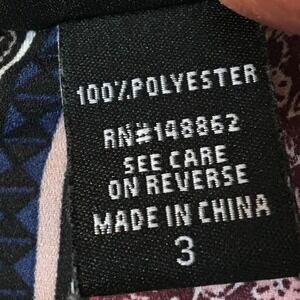 100% POLYESTER
RN#148862
SEE CARE
ON REVERSE
MADE IN CHINA
3